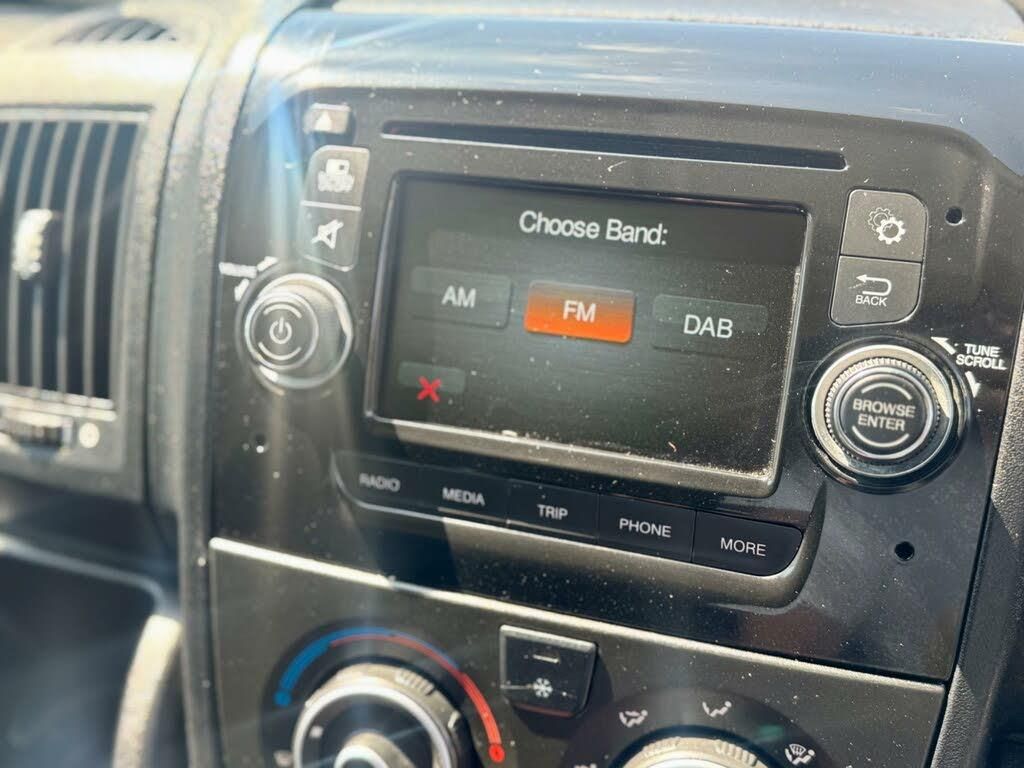 Choose Band:
AM
FM
DAB
BACK
TUNE
SCROLL
BROWSE
ENTER
RADIO
MEDIA
TRIP
PHONE
MORE